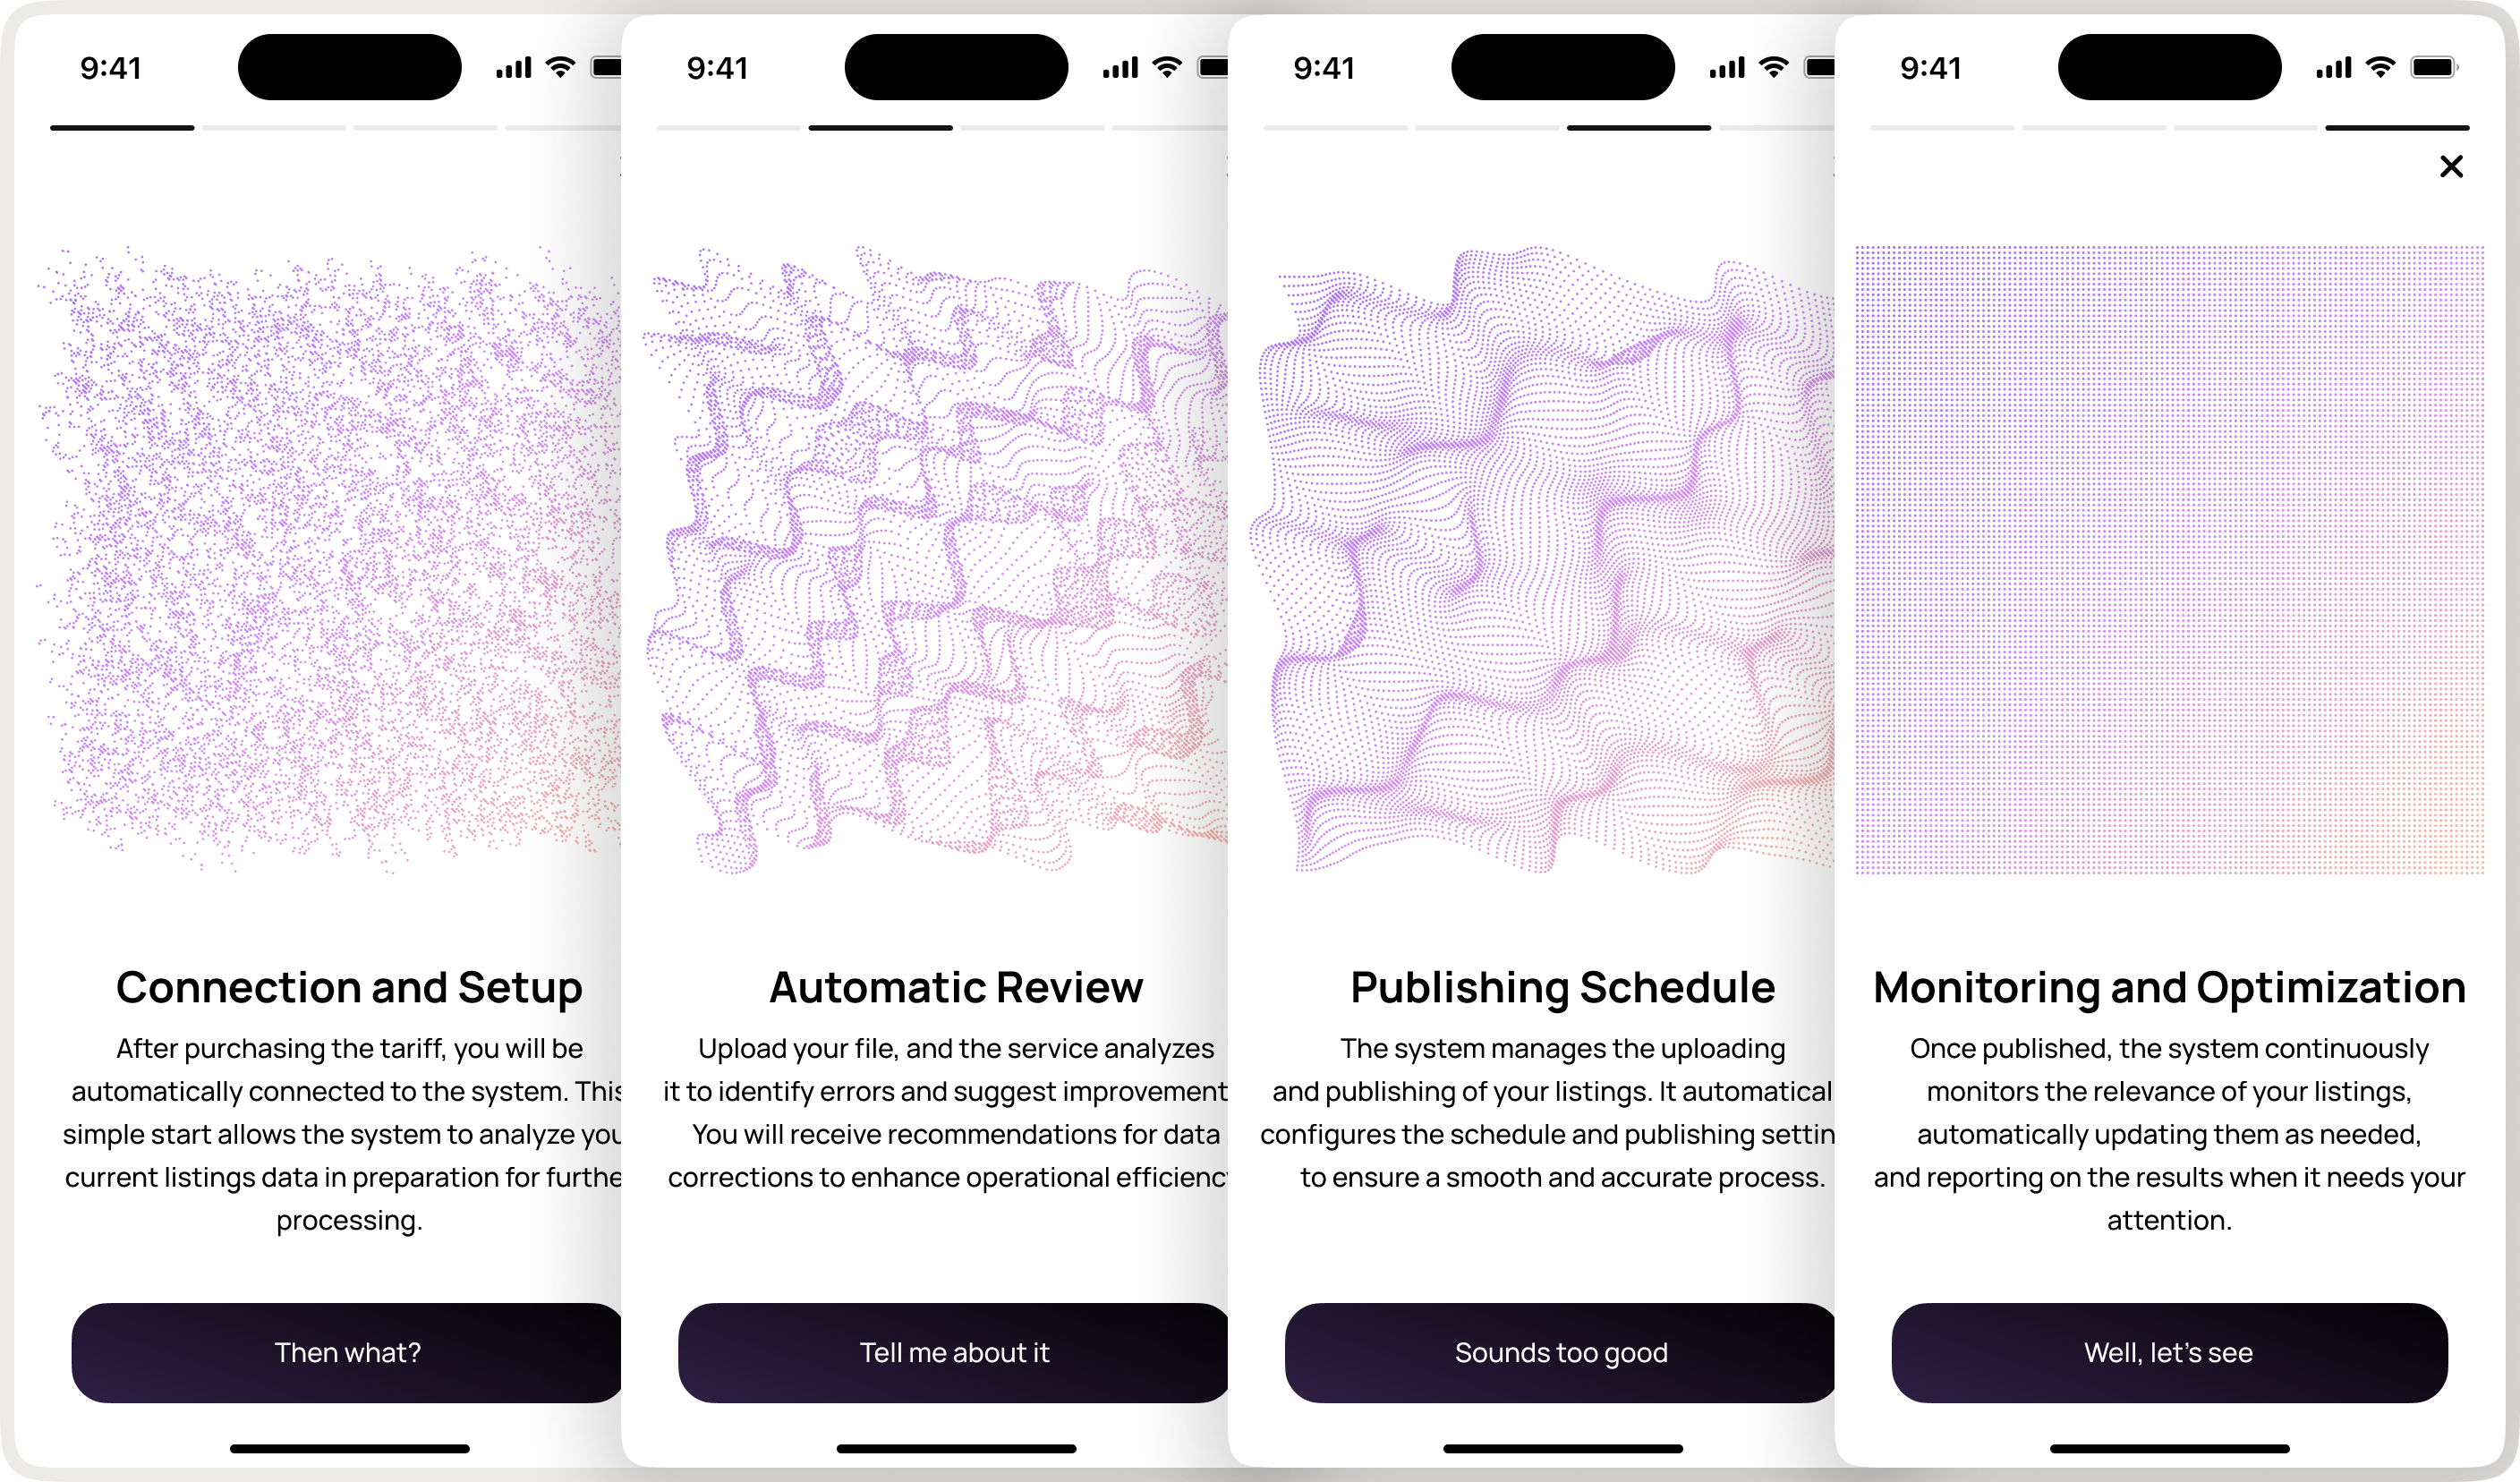 9:41
Connection and Setup
After purchasing the tariff, you will be
automatically connected to the system. This
simple start allows the system to analyze
current listings data in preparation for
processing.
Then what?
9:41
Automatic Review
Upload your file, and the service analyzes
it to identify errors and suggest
You will receive recommendations for data
corrections to enhance operational
Tell me about it
9:41
Publishing Schedule
The system manages the uploading
and publishing of your listings. It
configures the schedule and publishing
to ensure a smooth and accurate process.
Sounds too good
9:41
Monitoring and Optimization
Once published, the system continuously
monitors the relevance of your listings,
automatically updating them as needed,
and reporting on the results when it needs your
attention.
Well, let’s see